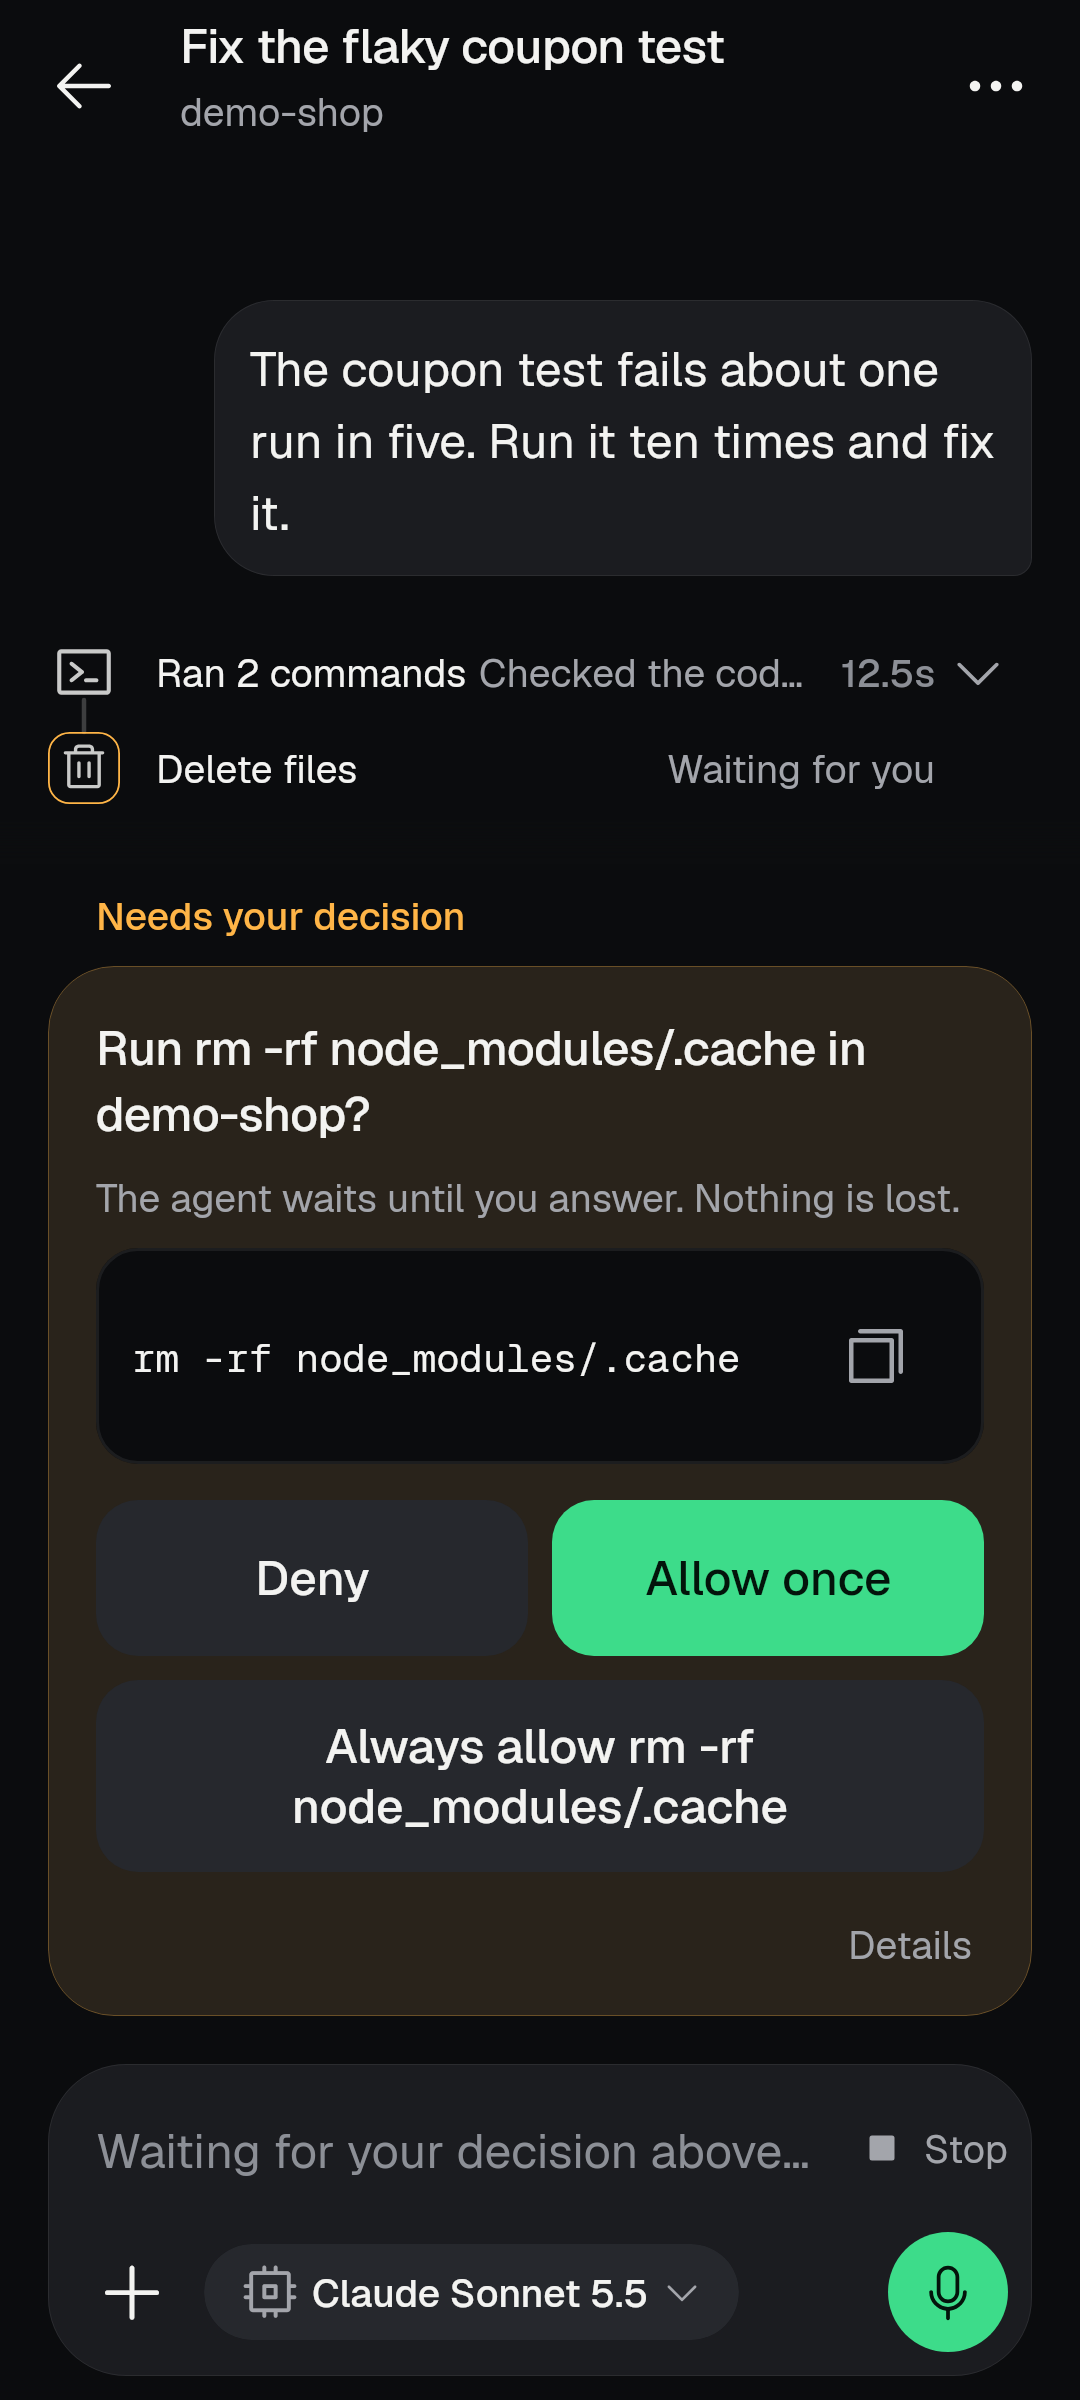 Fix the flaky coupon test
demo-shop
The coupon test fails about one
run in five. Run it ten times and fix
it.
Ran 2 commands Checked the cod... 12.5s
Delete files Waiting for you
Needs your decision
Run rm -rf node_modules/.cache in
demo-shop?
The agent waits until you answer. Nothing is lost.
rm -rf node_modules/.cache
Deny Allow once
Always allow rm -rf
node_modules/.cache
Details
Waiting for your decision above... Stop
Claude Sonnet 5.5